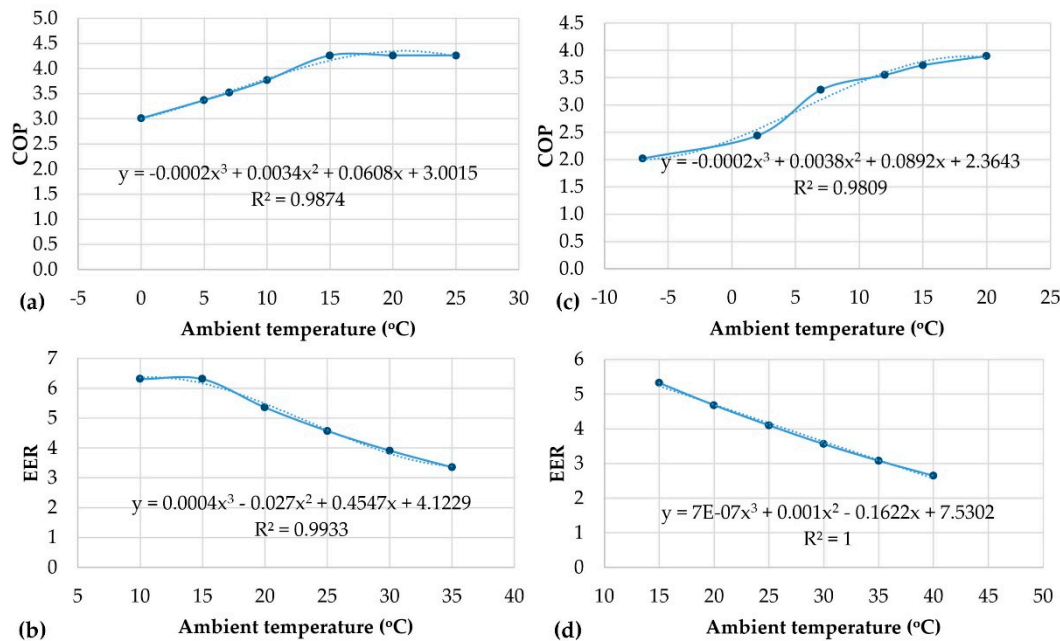 5.0
4.5
4.0
3.5
3.0
2.5
2.0
1.5
1.0
0.5
0.0
COP
y = -0.0002x³ + 0.0034x² + 0.0608x + 3.0015
R² = 0.9874
(a)
-5 0 5 10 15 20 25 30
Ambient temperature (ºC)
4.5
4.0
3.5
3.0
2.5
2.0
1.5
1.0
0.5
0.0
COP
y = -0.0002x³ + 0.0038x² + 0.0892x + 2.3643
R² = 0.9809
(c)
-10 -5 0 5 10 15 20 25
Ambient temperature (ºC)
7
6
5
4
3
2
1
0
EER
y = 0.0004x³ - 0.027x² + 0.4547x + 4.1229
R² = 0.9933
5 10 15 20 25 30 35 40
(b)
Ambient temperature (ºC)
6
5
4
3
2
1
0
EER
y = 7E-07x³ + 0.001x² - 0.1622x + 7.5302
R² = 1
10 15 20 25 30 35 40 45 50
(d)
Ambient temperature (ºC)